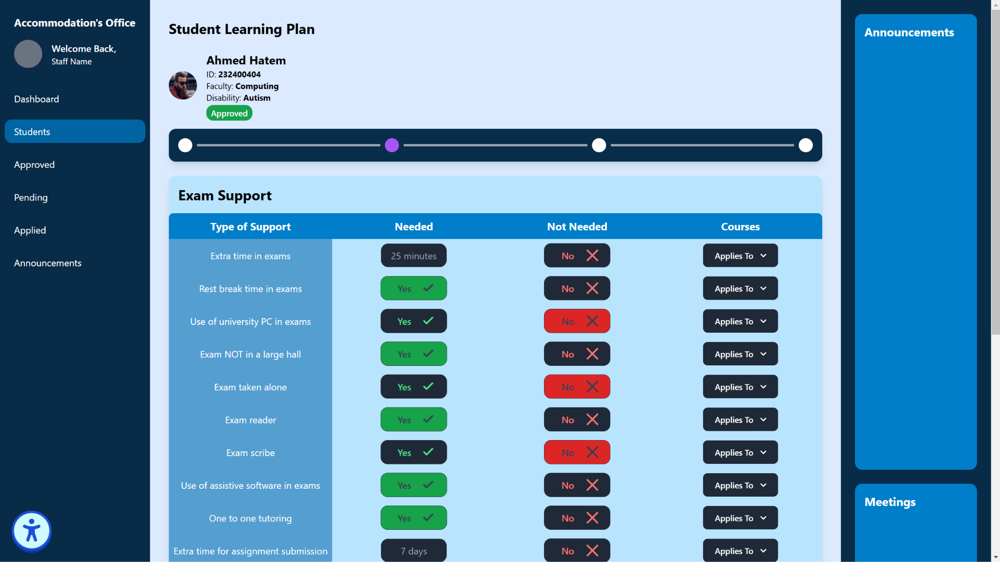 Accommodation's Office
Welcome Back,
Staff Name
Dashboard
Students
Approved
Pending
Applied
Announcements
Student Learning Plan
Ahmed Hatem
ID: 232400404
Faculty: Computing
Disability: Autism
Approved
Exam Support
Type of Support Needed Not Needed Courses
Extra time in exams 25 minutes No Applies To
Rest break time in exams Yes No Applies To
Use of university PC in exams Yes No Applies To
Exam NOT in a large hall Yes No Applies To
Exam taken alone Yes No Applies To
Exam reader Yes No Applies To
Exam scribe Yes No Applies To
Use of assistive software in exams Yes No Applies To
One to one tutoring Yes No Applies To
Extra time for assignment submission 7 days No Applies To
Announcements
Meetings